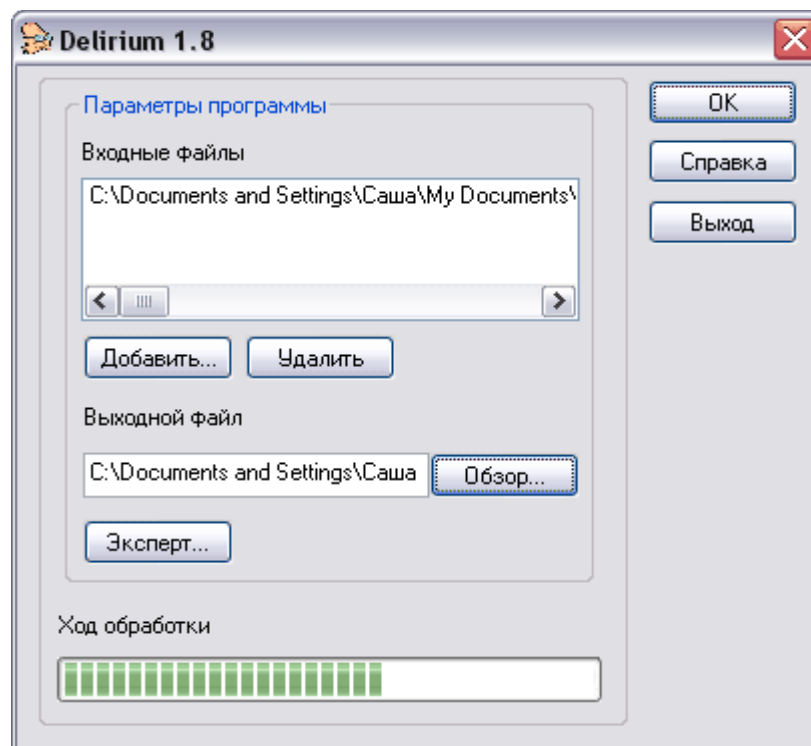 Delirium 1.8
Параметры программы
OK
Входные файлы
Справка
C:\Documents and Settings\Саша\My Documents\
Выход
Добавить... Удалить
Выходной файл
C:\Documents and Settings\Саша Обзор...
Эксперт...
Ход обработки